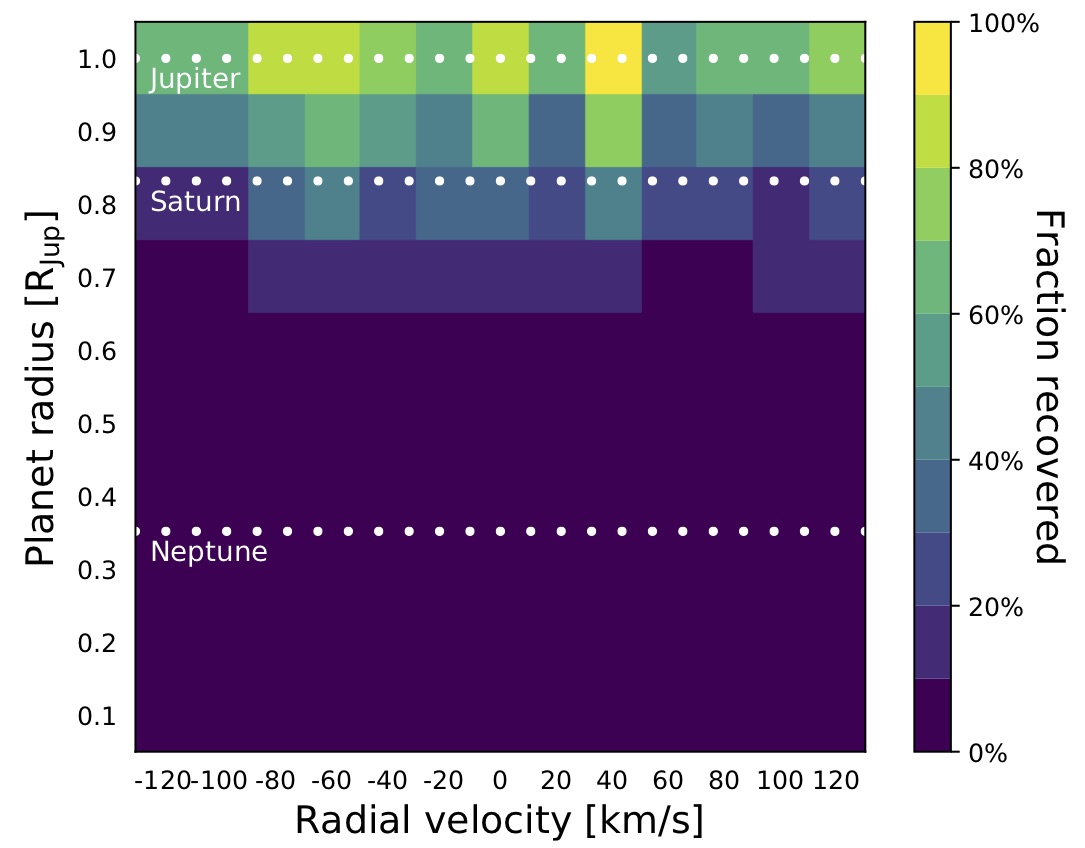 1.0
0.9
0.8
0.7
0.6
0.5
0.4
0.3
0.2
0.1
Planet radius [R_Jup]
Jupiter
Saturn
Neptune
-120 -100 -80 -60 -40 -20 0 20 40 60 80 100 120
Radial velocity [km/s]
100%
80%
60%
40%
20%
0%
Fraction recovered